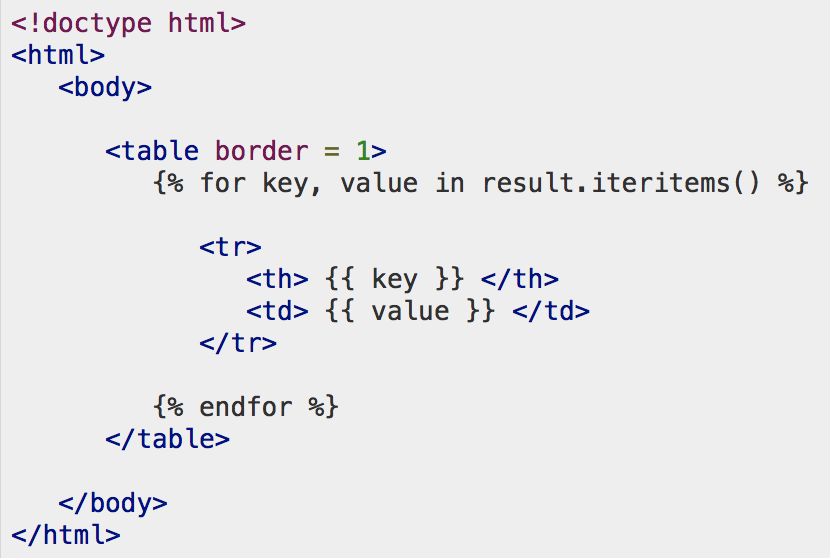 <!doctype html>
<html>
<body>
<table border = 1>
{% for key, value in result.iteritems() %}
<tr>
<th> {{ key }} </th>
<td> {{ value }} </td>
</tr>
{% endfor %}
</table>
</body>
</html>